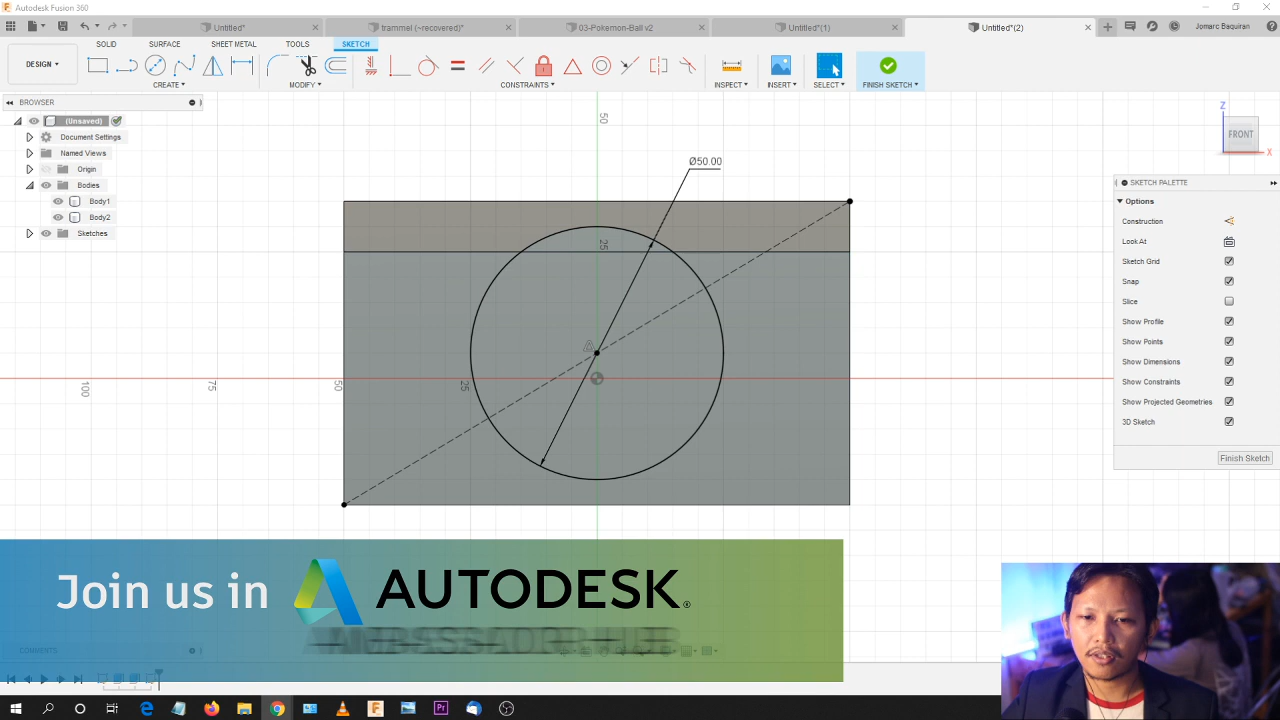 Autodesk Fusion 360
Untitled*
trammel (~recovered)*
03-Pokemon-Ball v2
Untitled*(1)
Untitled*(2)
Jomarc Baquiran
DESIGN
SOLID
SURFACE
SHEET METAL
TOOLS
SKETCH
CREATE
MODIFY
CONSTRAINTS
INSPECT
INSERT
SELECT
FINISH SKETCH
BROWSER
(Unsaved)
Document Settings
Named Views
Origin
Bodies
Body1
Body2
Sketches
50
Ø50.00
25
100
75
50
25
Z
FRONT
X
SKETCH PALETTE
Options
Construction
Look At
Sketch Grid
Snap
Slice
Show Profile
Show Points
Show Dimensions
Show Constraints
Show Projected Geometries
3D Sketch
Finish Sketch
Join us in AUTODESK®
COMMENTS